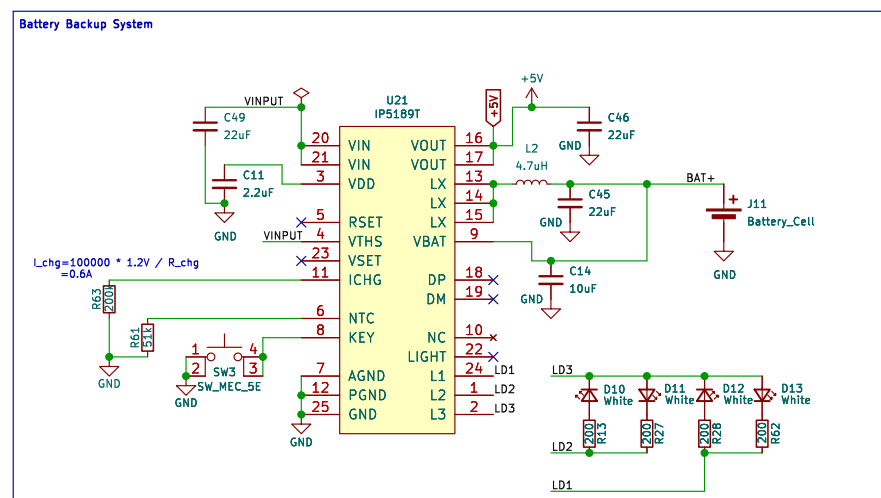 Battery Backup System
VINPUT
C49
22uF
C11
2.2uF
GND
U21
IP5189T
20 VIN
21 VIN
3 VDD
5 RSET
4 VTHS
VINPUT
23 VSET
11 ICHG
6 NTC
8 KEY
7 AGND
12 PGND
25 GND
VOUT 16
VOUT 17
LX 13
LX 14
LX 15
VBAT 9
DP 18
DM 19
NC 10
LIGHT 22
L1 24 LD1
L2 1 LD2
L3 2 LD3
+5V
+5V
C46
22uF
GND
L2
4.7uH
C45
22uF
GND
BAT+
J11
Battery_Cell
GND
C14
10uF
GND
I_chg=100000 * 1.2V / R_chg
=0.6A
R63
200k
R61
51k
GND
1 4
2 3
SW3
SW_MEC_5E
GND
GND
LD3
D10
White
D11
White
D12
White
D13
White
200
R13
200
R27
200
R28
200
R62
LD2
LD1